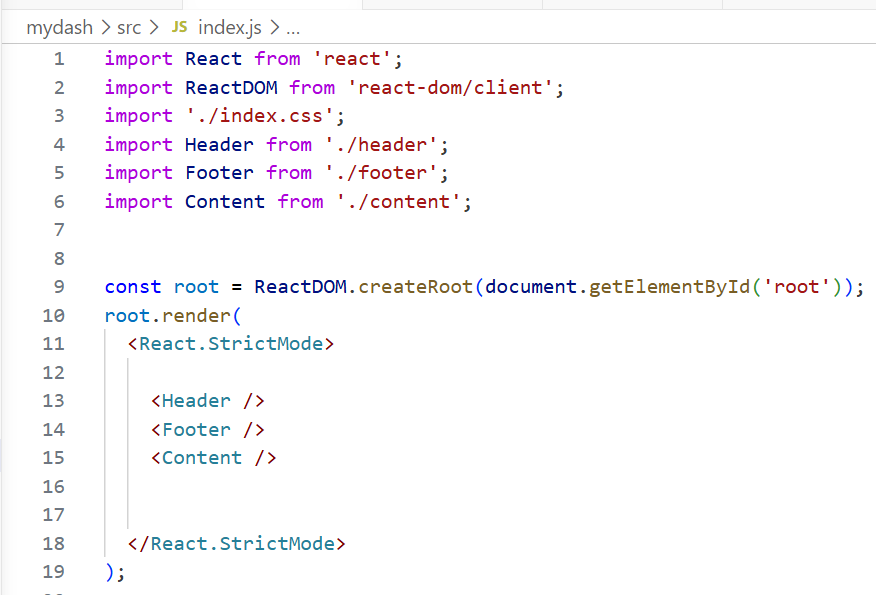 mydash > src > JS index.js > ...
1 import React from 'react';
2 import ReactDOM from 'react-dom/client';
3 import './index.css';
4 import Header from './header';
5 import Footer from './footer';
6 import Content from './content';
7
8
9 const root = ReactDOM.createRoot(document.getElementById('root'));
10 root.render(
11 <React.StrictMode>
12
13 <Header />
14 <Footer />
15 <Content />
16
17
18 </React.StrictMode>
19 );